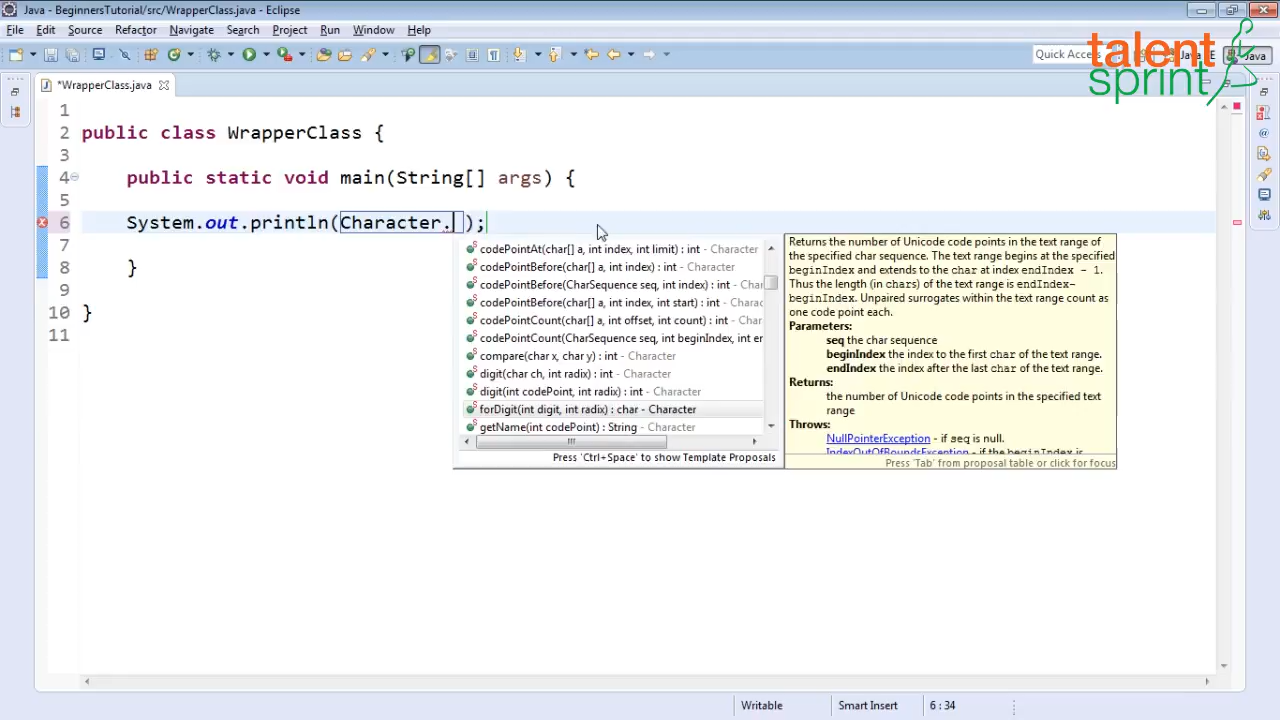 Java - BeginnersTutorial/src/WrapperClass.java - Eclipse
File Edit Source Refactor Navigate Search Project Run Window Help
Quick Acce
Java E
Java
talent
sprint
*WrapperClass.java
1
2 public class WrapperClass {
3
4 public static void main(String[] args) {
5
6 System.out.println(Character. );
7
8 }
9
10 }
11
codePointAt(char[] a, int index, int limit) : int - Character
codePointBefore(char[] a, int index) : int - Character
codePointBefore(CharSequence seq, int index) : int - Character
codePointBefore(char[] a, int index, int start) : int - Charac
codePointCount(char[] a, int offset, int count) : int - Char
codePointCount(CharSequence seq, int beginIndex, int er
compare(char x, char y) : int - Character
digit(char ch, int radix) : int - Character
digit(int codePoint, int radix) : int - Character
forDigit(int digit, int radix) : char - Character
getName(int codePoint) : String - Character
Press 'Ctrl+Space' to show Template Proposals
Returns the number of Unicode code points in the text range of
the specified char sequence. The text range begins at the specified
beginIndex and extends to the char at index endIndex - 1.
Thus the length (in chars) of the text range is endIndex-
beginIndex. Unpaired surrogates within the text range count as
one code point each.
Parameters:
seq the char sequence
beginIndex the index to the first char of the text range.
endIndex the index after the last char of the text range.
Returns:
the number of Unicode code points in the specified text
range
Throws:
NullPointerException - if seq is null.
IndexOutOfBoundsException - if the beginIndex is
Press 'Tab' from proposal table or click for focus
Writable
Smart Insert
6 : 34